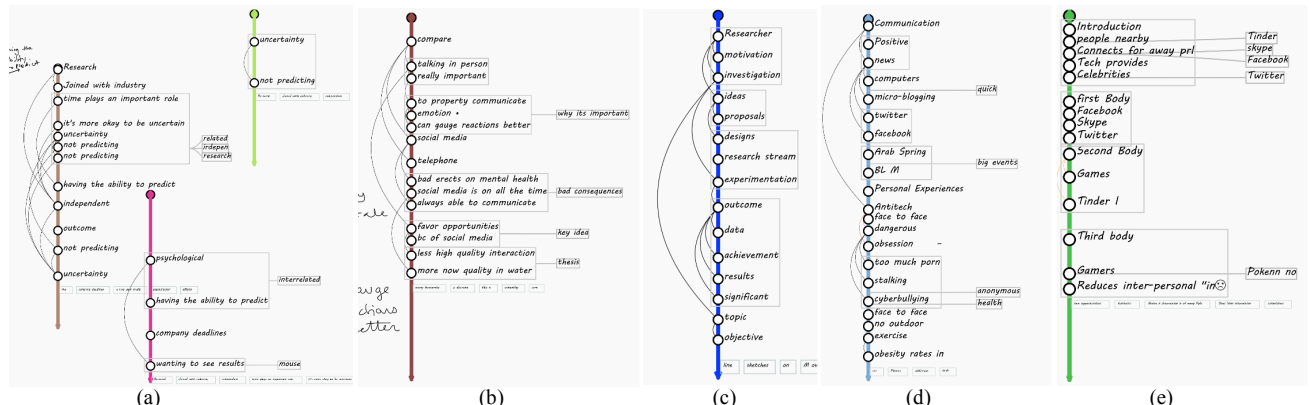 Research
Joined with industry
time plays an important role
it's more okay to be uncertain
uncertainty
not predicting
not predicting
related
irdepen
research
having the ability to predict
independent
outcome
not predicting
uncertainty
uncertainty
not predicting
psychological
interrelated
having the ability to predict
company deadlines
wanting to see results
mouse
(a)
compare
talking in person
really important
to property communicate
emotion •
can gauge reactions better
why its important
social media
telephone
bad erects on mental health
social media is on all the time
always able to communicate
bad consequences
favor opportunities
bc of social media
key idea
less high quality interaction
more now quality in water
thesis
(b)
Researcher
motivation
investigation
ideas
proposals
designs
research stream
experimentation
outcome
data
achievement
results
significant
topic
objective
line
sketches
on
(c)
Communication
Positive
news
computers
quick
micro-blogging
twitter
facebook
Arab Spring
BL M
big events
Personal Experiences
Antitech
face to face
dangerous
obsession
too much porn
stalking
cyberbullying
anonymous
health
face to face
no outdoor
exercise
obesity rates in
(d)
Introduction
people nearby
Connects for away prl
Tech provides
Celebrities
Tinder
skype
Facebook
Twitter
first Body
Facebook
Skype
Twitter
Second Body
Games
Tinder l
Third body
Gamers
Pokenn no
Reduces inter-personal "in☹
(e)